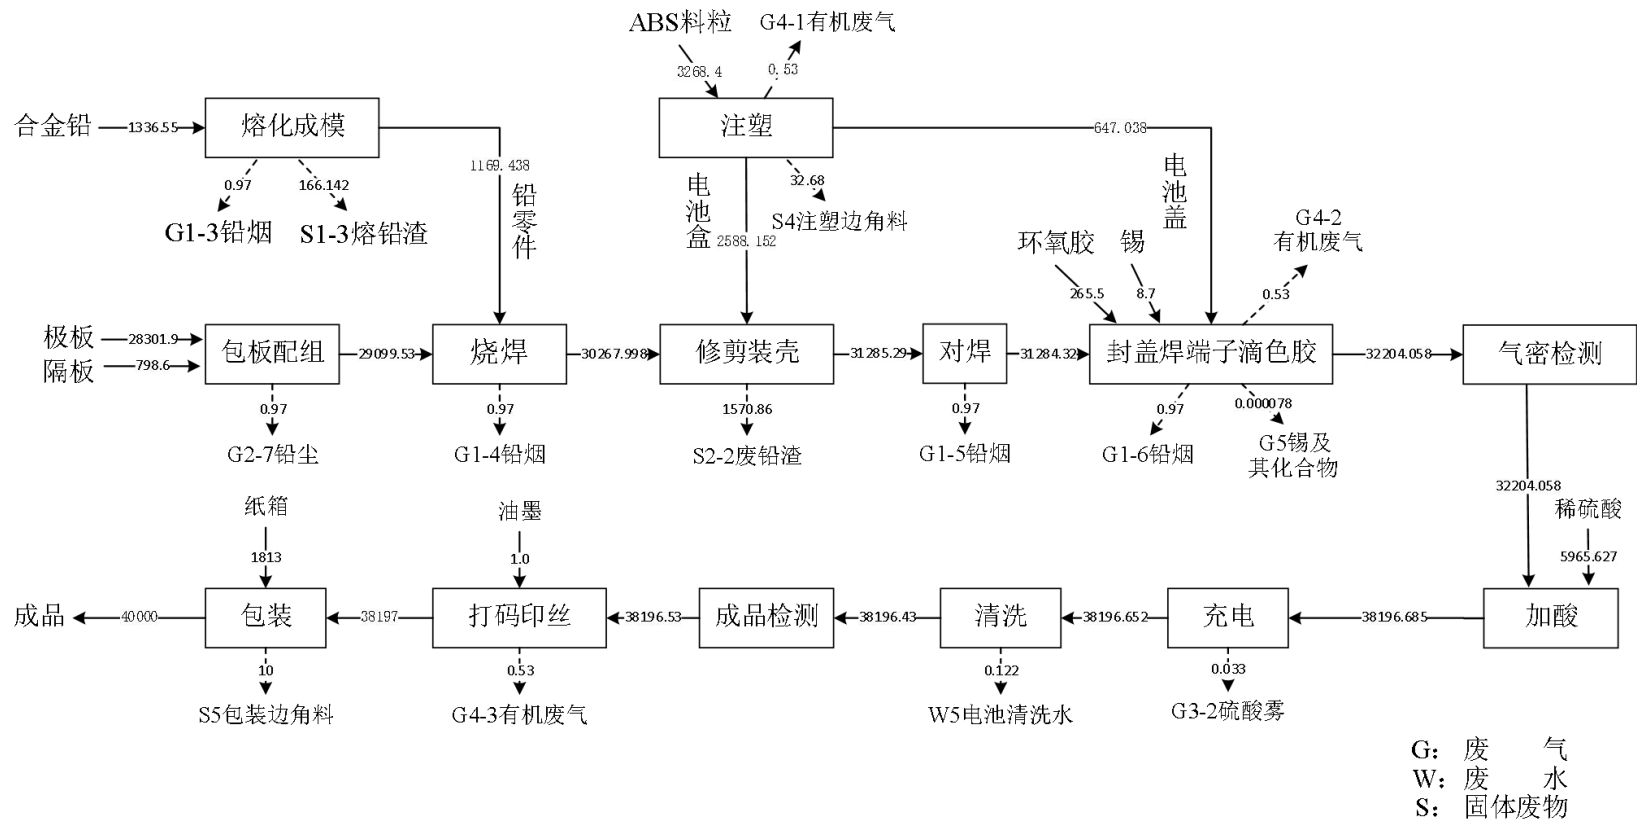 ABS料粒
G4-1有机废气
3268.4
0.53
合金铅
1336.55
熔化成模
注塑
647.038
1169.438
0.97
166.142
铅零件
电池盒
32.68
电池盖
G1-3铅烟
S1-3熔铅渣
S4注塑边角料
2588.152
G4-2
有机废气
环氧胶
锡
265.5
8.7
0.53
极板
28301.9
隔板
798.6
包板配组
29099.53
烧焊
30267.998
修剪装壳
31285.29
对焊
31284.32
封盖焊端子滴色胶
32204.058
气密检测
0.97
0.97
1570.86
0.97
0.97
0.000078
G2-7铅尘
G1-4铅烟
S2-2废铅渣
G1-5铅烟
G1-6铅烟
G5锡及
其化合物
32204.058
纸箱
油墨
稀硫酸
1813
1.0
5965.627
成品
40000
包装
38197
打码印丝
38196.53
成品检测
38196.43
清洗
38196.652
充电
38196.685
加酸
10
0.53
0.122
0.033
S5包装边角料
G4-3有机废气
W5电池清洗水
G3-2硫酸雾
G： 废 气
W： 废 水
S： 固体废物